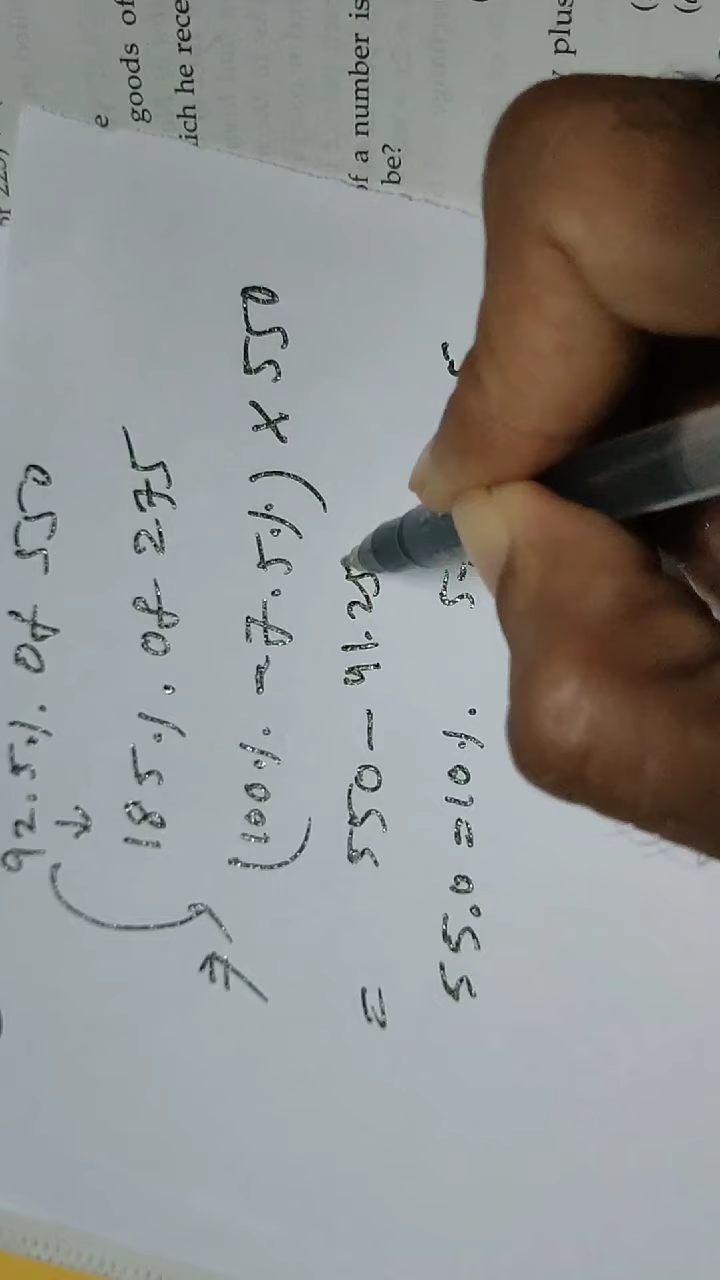 goods of
ich he rece
of a number is
be?
plus
92.5%. of 550
↓
185%. of 275
⇒ (100%. - 7.5%) × 550
= 550 - 41.25
55.0 = 10%.